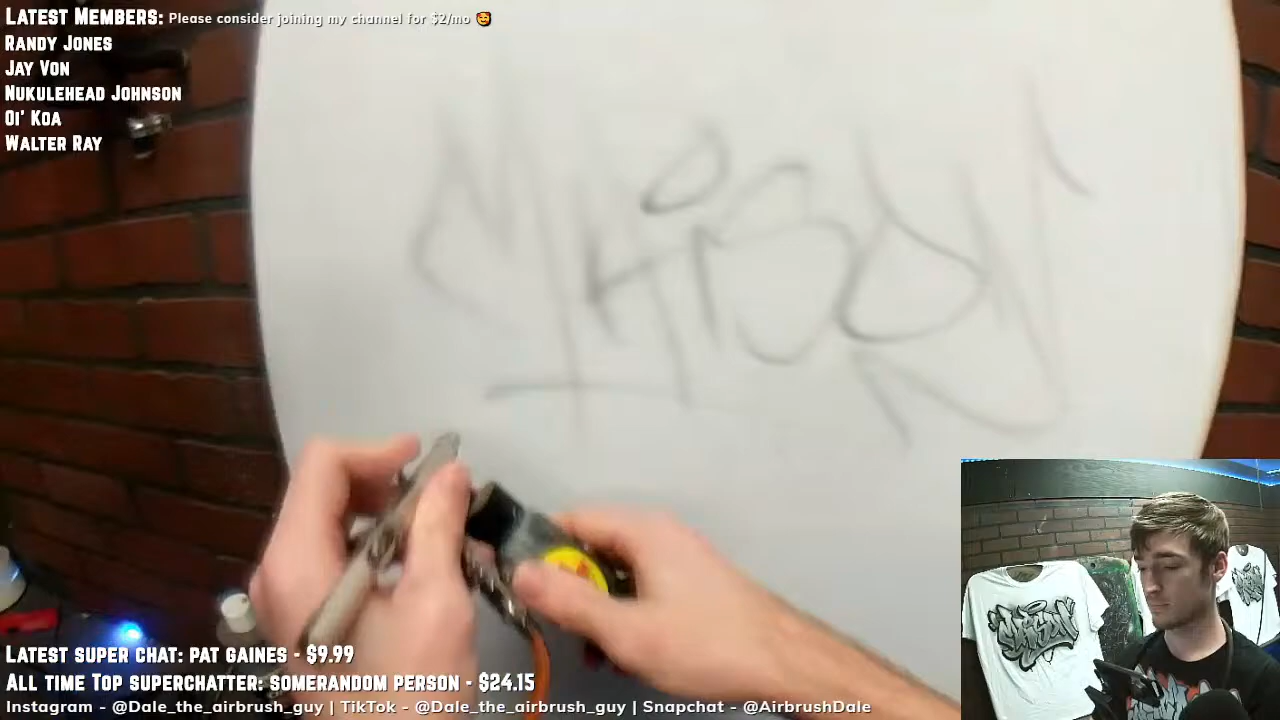 LATEST MEMBERS: Please consider joining my channel for $2/mo 🥰
RANDY JONES
JAY VON
NUKULEHEAD JOHNSON
OI' KOA
WALTER RAY
MAISON
LATEST SUPER CHAT: PAT GAINES - $9.99
ALL TIME TOP SUPERCHATTER: SOMERANDOM PERSON - $24.15
Instagram - @Dale_the_airbrush_guy | TikTok - @Dale_the_airbrush_guy | Snapchat - @AirbrushDale